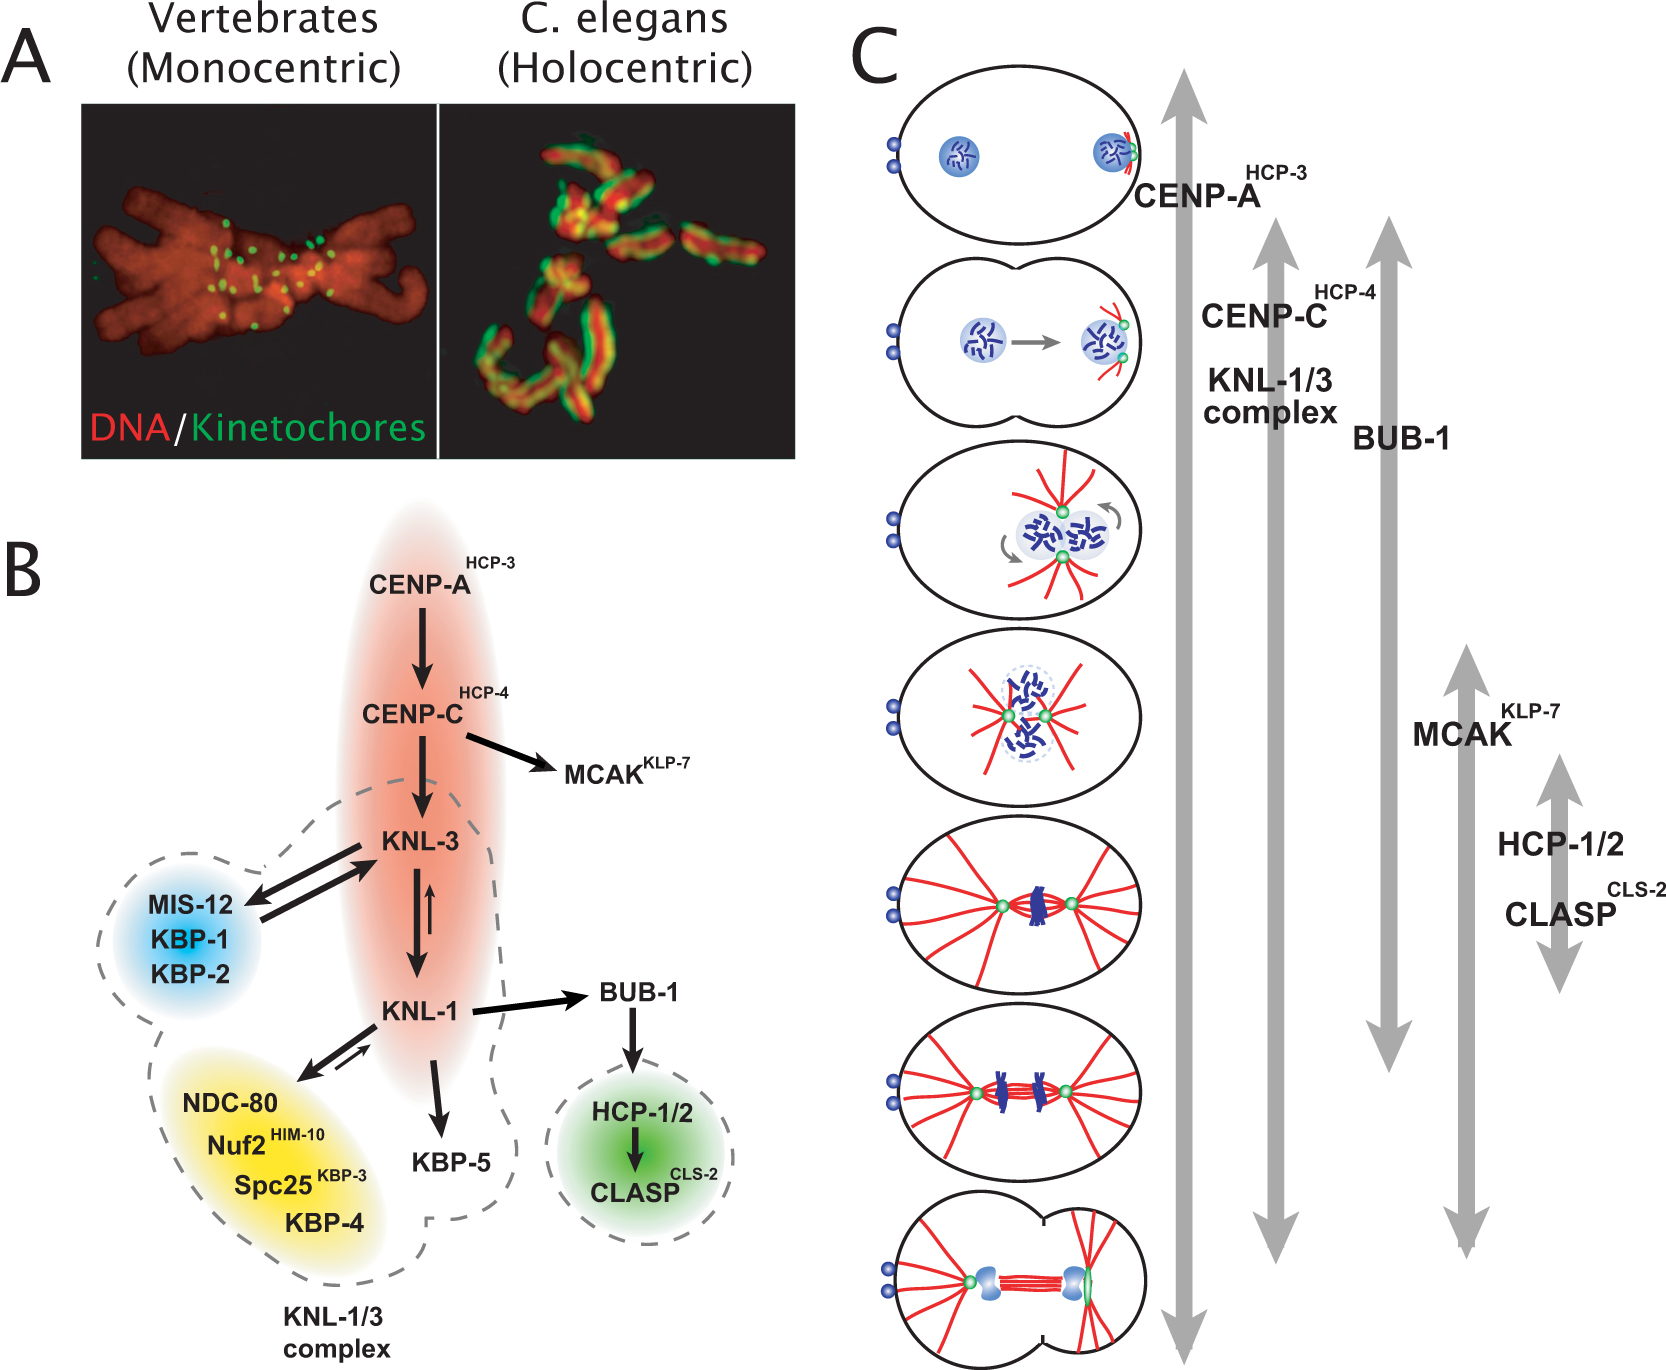 A
Vertebrates
(Monocentric)
C. elegans
(Holocentric)
DNA/Kinetochores
B
CENP-A HCP-3
CENP-C HCP-4
MCAK KLP-7
KNL-3
MIS-12
KBP-1
KBP-2
KNL-1
BUB-1
NDC-80
Nuf2 HIM-10
Spc25 KBP-3
KBP-4
KBP-5
HCP-1/2
CLASP CLS-2
KNL-1/3
complex
C
CENP-A HCP-3
CENP-C HCP-4
KNL-1/3
complex
BUB-1
MCAK KLP-7
HCP-1/2
CLASP CLS-2